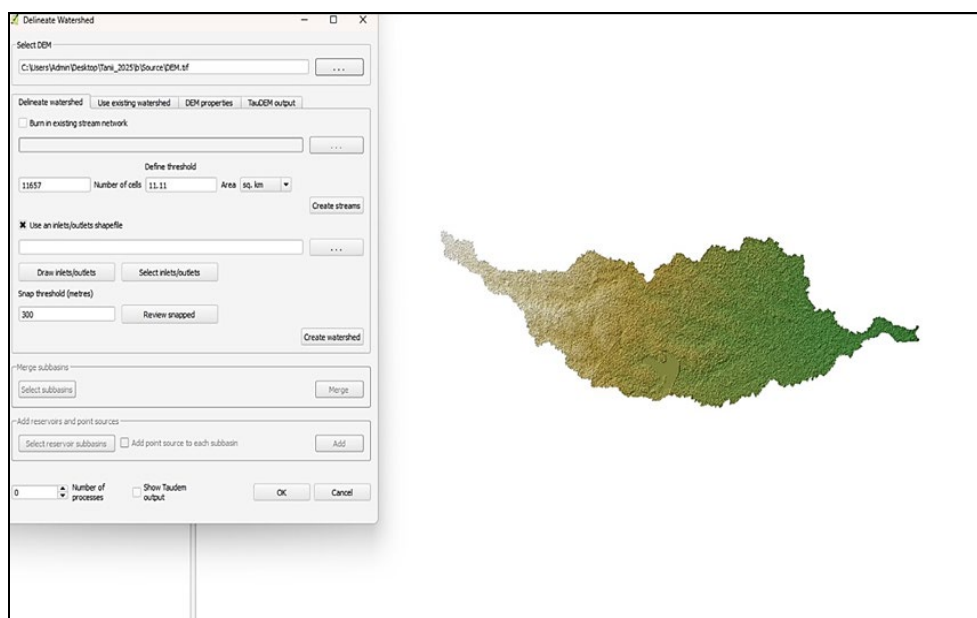 Delineate Watershed
Select DEM
C:\Users\Admin\Desktop\Tanii_2025\b\Source\DEM.tif
...
Delineate watershed Use existing watershed DEM properties TauDEM output
Burn in existing stream network
...
Define threshold
11657 Number of cells 11.11 Area sq. km
Create streams
Use an inlets/outlets shapefile
...
Draw inlets/outlets Select inlets/outlets
Snap threshold (metres)
300 Review snapped
Create watershed
Merge subbasins
Select subbasins Merge
Add reservoirs and point sources
Select reservoir subbasins Add point source to each subbasin Add
0 Number of processes Show Taudem output OK Cancel